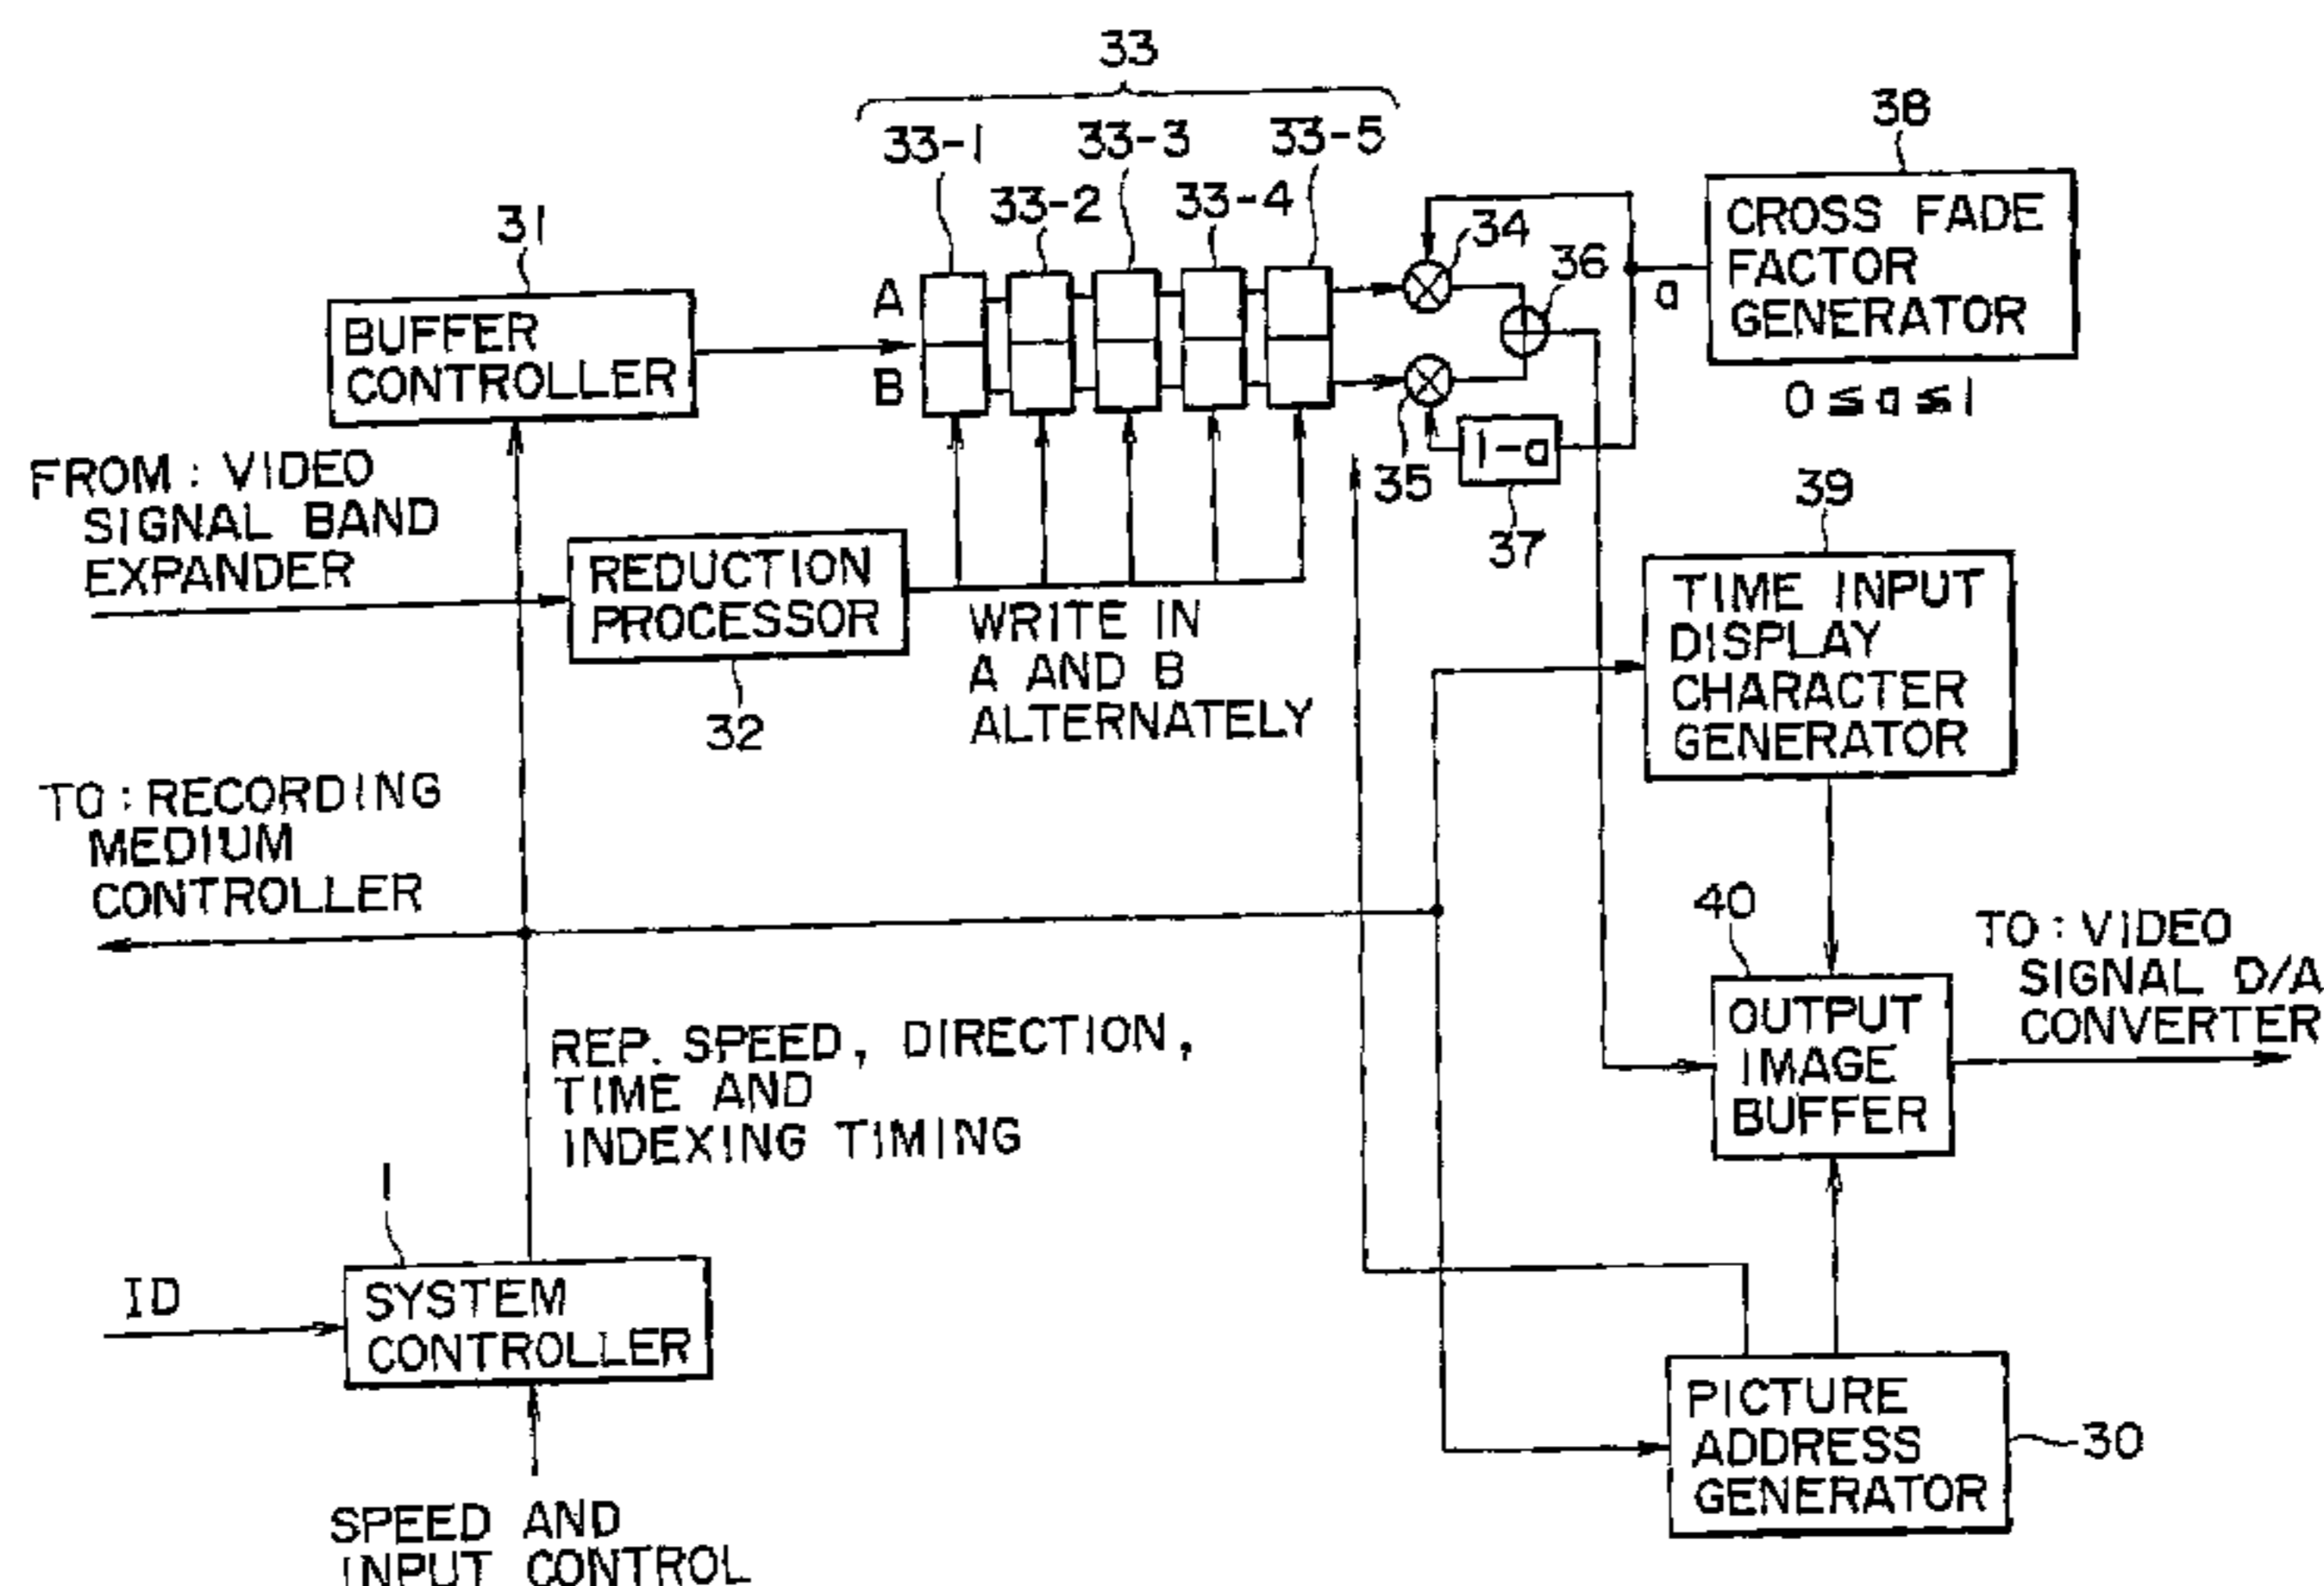 33
33-1
33-3
33-5
33-2
33-4
38
31
34
36
CROSS FADE
FACTOR
GENERATOR
a
A
B
BUFFER
CONTROLLER
0 ≦ a ≦ 1
1-a
35
37
39
FROM: VIDEO
SIGNAL BAND
EXPANDER
REDUCTION
PROCESSOR
32
WRITE IN
A AND B
ALTERNATELY
TIME INPUT
DISPLAY
CHARACTER
GENERATOR
TO: RECORDING
MEDIUM
CONTROLLER
40
TO: VIDEO
SIGNAL D/A
CONVERTER
OUTPUT
IMAGE
BUFFER
REP. SPEED, DIRECTION,
TIME AND
INDEXING TIMING
1
ID
SYSTEM
CONTROLLER
PICTURE
ADDRESS
GENERATOR
30
SPEED AND
INPUT CONTROL